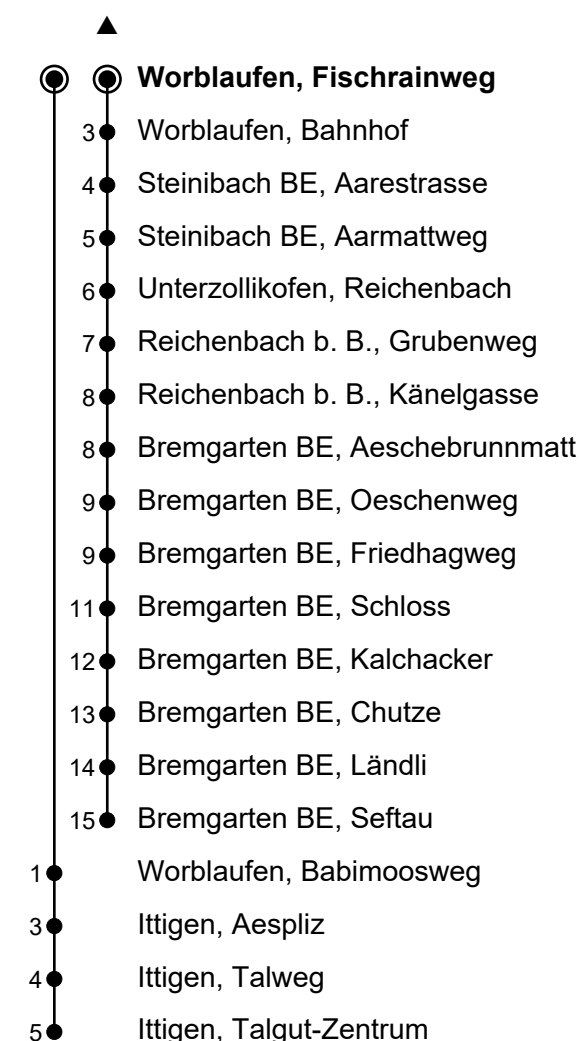 Worblaufen, Fischrainweg
3 Worblaufen, Bahnhof
4 Steinibach BE, Aarestrasse
5 Steinibach BE, Aarmattweg
6 Unterzollikofen, Reichenbach
7 Reichenbach b. B., Grubenweg
8 Reichenbach b. B., Känelgasse
8 Bremgarten BE, Aeschebrunnmatt
9 Bremgarten BE, Oeschenweg
9 Bremgarten BE, Friedhagweg
11 Bremgarten BE, Schloss
12 Bremgarten BE, Kalchacker
13 Bremgarten BE, Chutze
14 Bremgarten BE, Ländli
15 Bremgarten BE, Seftau
1 Worblaufen, Babimoosweg
3 Ittigen, Aespliz
4 Ittigen, Talweg
5 Ittigen, Talgut-Zentrum